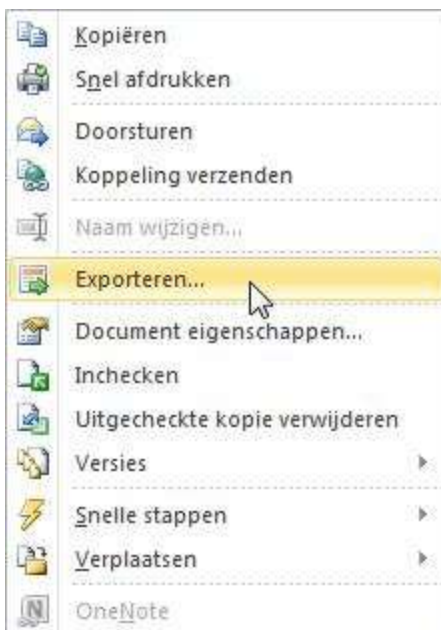 Kopiëren
Snel afdrukken
Doorsturen
Koppeling verzenden
Naam wijzigen...
Exporteren...
Document eigenschappen...
Inchecken
Uitgecheckte kopie verwijderen
Versies
Snelle stappen
Verplaatsen
OneNote